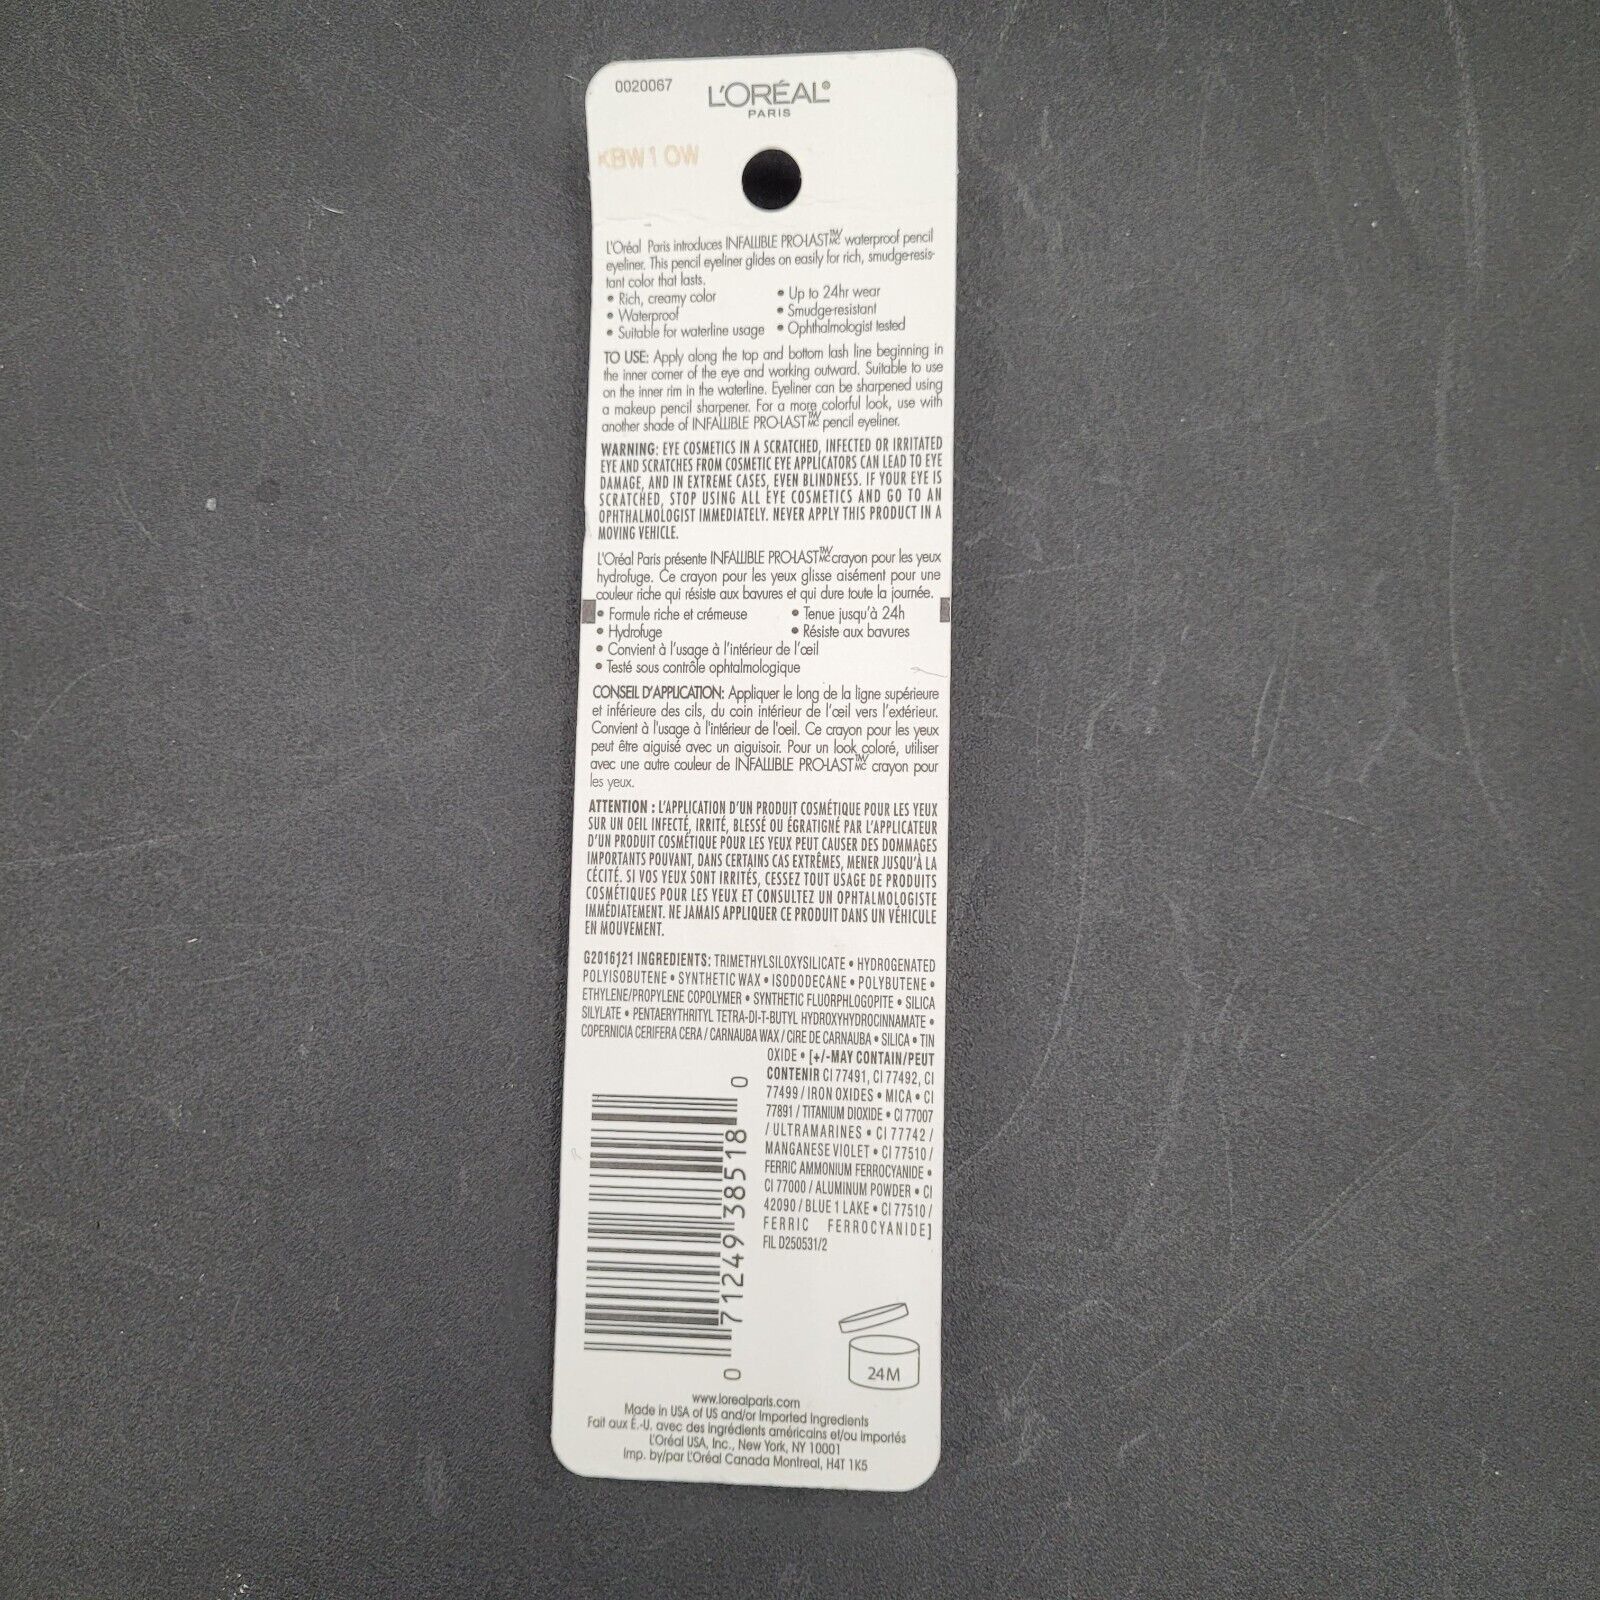 0020067
L'ORÉAL®
PARIS
KBW10W
L'Oréal Paris introduces INFALLIBLE PRO-LAST TM/MC waterproof pencil
eyeliner. This pencil eyeliner glides on easily for rich, smudge-resis-
tant color that lasts.
• Rich, creamy color • Up to 24hr wear
• Waterproof • Smudge-resistant
• Suitable for waterline usage • Ophthalmologist tested
TO USE: Apply along the top and bottom lash line beginning in
the inner corner of the eye and working outward. Suitable to use
on the inner rim in the waterline. Eyeliner can be sharpened using
a makeup pencil sharpener. For a more colorful look, use with
another shade of INFALLIBLE PRO-LAST TM/MC pencil eyeliner.
WARNING: EYE COSMETICS IN A SCRATCHED, INFECTED OR IRRITATED
EYE AND SCRATCHES FROM COSMETIC EYE APPLICATORS CAN LEAD TO EYE
DAMAGE, AND IN EXTREME CASES, EVEN BLINDNESS. IF YOUR EYE IS
SCRATCHED, STOP USING ALL EYE COSMETICS AND GO TO AN
OPHTHALMOLOGIST IMMEDIATELY. NEVER APPLY THIS PRODUCT IN A
MOVING VEHICLE.
L'Oréal Paris présente INFALLIBLE PRO-LAST TM/MC crayon pour les yeux
hydrofuge. Ce crayon pour les yeux glisse aisément pour une
couleur riche qui résiste aux bavures et qui dure toute la journée.
• Formule riche et crémeuse • Tenue jusqu'à 24h
• Hydrofuge • Résiste aux bavures
• Convient à l'usage à l'intérieur de l'œil
• Testé sous contrôle ophtalmologique
CONSEIL D'APPLICATION: Appliquer le long de la ligne supérieure
et inférieure des cils, du coin intérieur de l'œil vers l'extérieur.
Convient à l'usage à l'intérieur de l'oeil. Ce crayon pour les yeux
peut être aiguisé avec un aiguisoir. Pour un look coloré, utiliser
avec une autre couleur de INFALLIBLE PRO-LAST TM/MC crayon pour
les yeux.
ATTENTION : L'APPLICATION D'UN PRODUIT COSMÉTIQUE POUR LES YEUX
SUR UN OEIL INFECTÉ, IRRITÉ, BLESSÉ OU ÉGRATIGNÉ PAR L'APPLICATEUR
D'UN PRODUIT COSMÉTIQUE POUR LES YEUX PEUT CAUSER DES DOMMAGES
IMPORTANTS POUVANT, DANS CERTAINS CAS EXTRÊMES, MENER JUSQU'À LA
CÉCITÉ. SI VOS YEUX SONT IRRITÉS, CESSEZ TOUT USAGE DE PRODUITS
COSMÉTIQUES POUR LES YEUX ET CONSULTEZ UN OPHTALMOLOGISTE
IMMÉDIATEMENT. NE JAMAIS APPLIQUER CE PRODUIT DANS UN VÉHICULE
EN MOUVEMENT.
G2016121 INGREDIENTS: TRIMETHYLSILOXYSILICATE • HYDROGENATED
POLYISOBUTENE • SYNTHETIC WAX • ISODODECANE • POLYBUTENE •
ETHYLENE/PROPYLENE COPOLYMER • SYNTHETIC FLUORPHLOGOPITE • SILICA
SILYLATE • PENTAERYTHRITYL TETRA-DI-T-BUTYL HYDROXYHYDROCINNAMATE •
COPERNICIA CERIFERA CERA / CARNAUBA WAX / CIRE DE CARNAUBA • SILICA • TIN
OXIDE • [+/-MAY CONTAIN/PEUT
CONTENIR CI 77491, CI 77492, CI
77499 / IRON OXIDES • MICA • CI
77891 / TITANIUM DIOXIDE • CI 77007
/ ULTRAMARINES • CI 77742 /
MANGANESE VIOLET • CI 77510 /
FERRIC AMMONIUM FERROCYANIDE •
CI 77000 / ALUMINUM POWDER • CI
42090 / BLUE 1 LAKE • CI 77510 /
FERRIC FERROCYANIDE]
FIL D250531/2
0 71249 38518 0
24M
www.lorealparis.com
Made in USA of US and/or Imported Ingredients
Fait aux É.-U. avec des ingrédients américains et/ou importés
L'Oréal USA, Inc., New York, NY 10001
Imp. by/par L'Oréal Canada Montreal, H4T 1K5